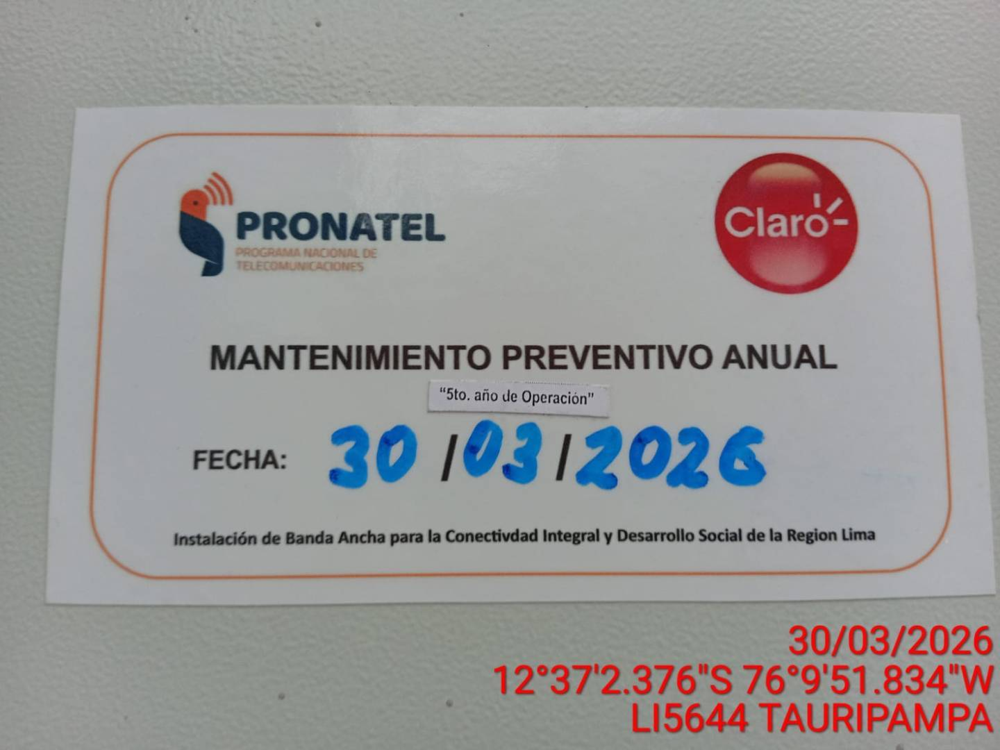 PRONATEL
PROGRAMA NACIONAL DE
TELECOMUNICACIONES
Claro
MANTENIMIENTO PREVENTIVO ANUAL
“5to. año de Operación”
FECHA: 30/03/2026
Instalación de Banda Ancha para la Conectivdad Integral y Desarrollo Social de la Region Lima
30/03/2026
12°37'2.376"S 76°9'51.834"W
LI5644 TAURIPAMPA